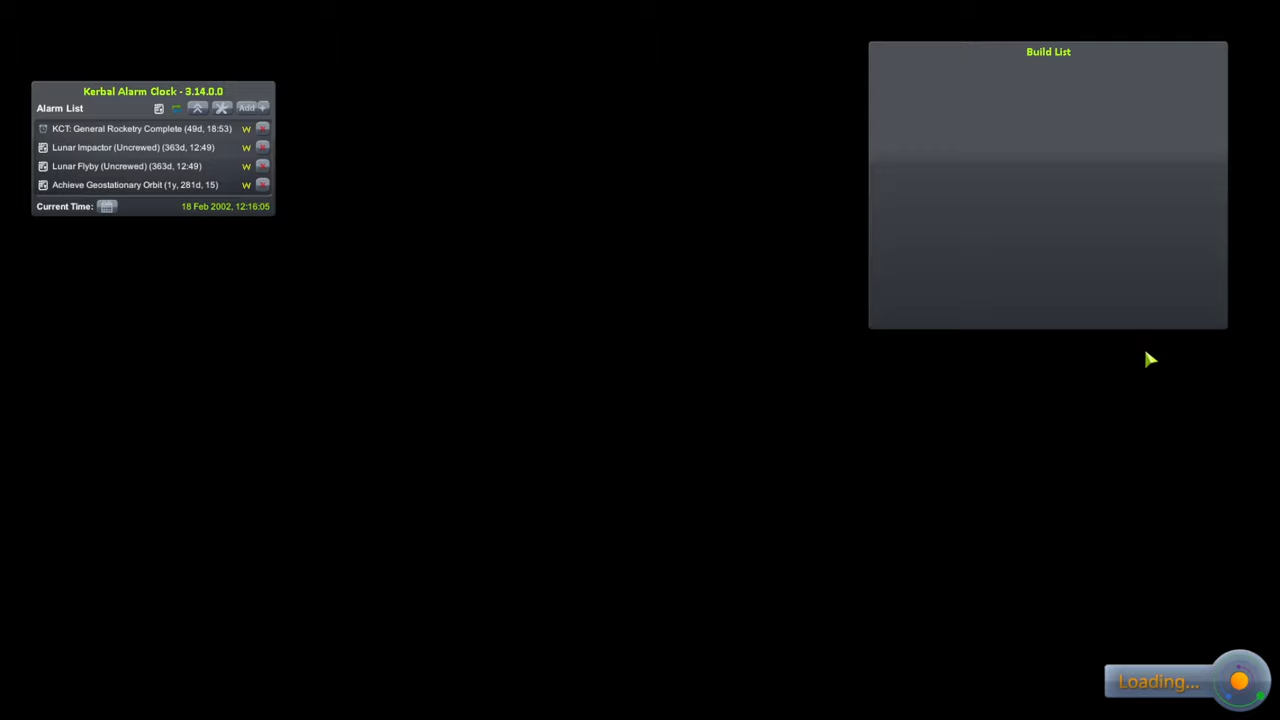 Build List
Kerbal Alarm Clock - 3.14.0.0
Alarm List
Add +
KCT: General Rocketry Complete (49d, 18:53) W
Lunar Impactor (Uncrewed) (363d, 12:49) W
Lunar Flyby (Uncrewed) (363d, 12:49) W
Achieve Geostationary Orbit (1y, 281d, 15) W
Current Time: 18 Feb 2002, 12:16:05
Loading...